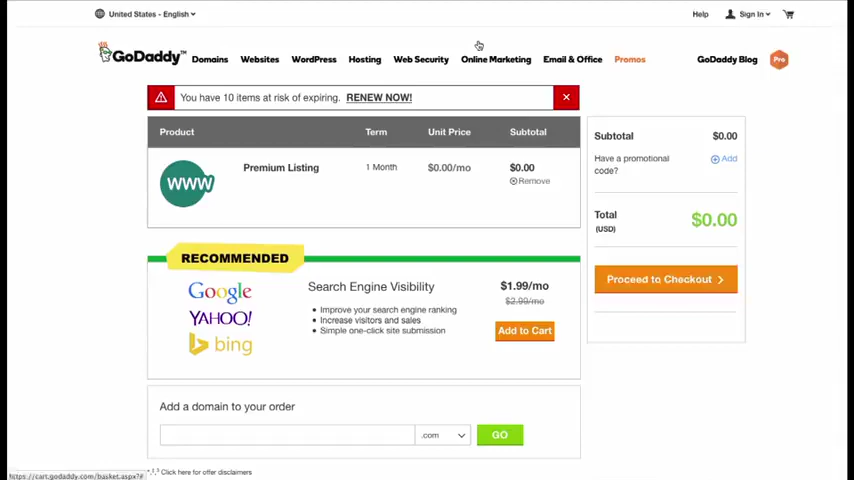 United States - English
Help
Sign In
GoDaddy™
Domains
Websites
WordPress
Hosting
Web Security
Online Marketing
Email & Office
Promos
GoDaddy Blog
Pro
You have 10 items at risk of expiring. RENEW NOW!
Product
Term
Unit Price
Subtotal
WWW
Premium Listing
1 Month
$0.00/mo
$0.00
Remove
Subtotal
$0.00
Have a promotional
code?
Add
Total
(USD)
$0.00
Proceed to Checkout
RECOMMENDED
Google
YAHOO!
bing
Search Engine Visibility
• Improve your search engine ranking
• Increase visitors and sales
• Simple one-click site submission
$1.99/mo
$2.99/mo
Add to Cart
Add a domain to your order
.com
GO
*,‡,§ Click here for offer disclaimers
https://cart.godaddy.com/basket.aspx?#